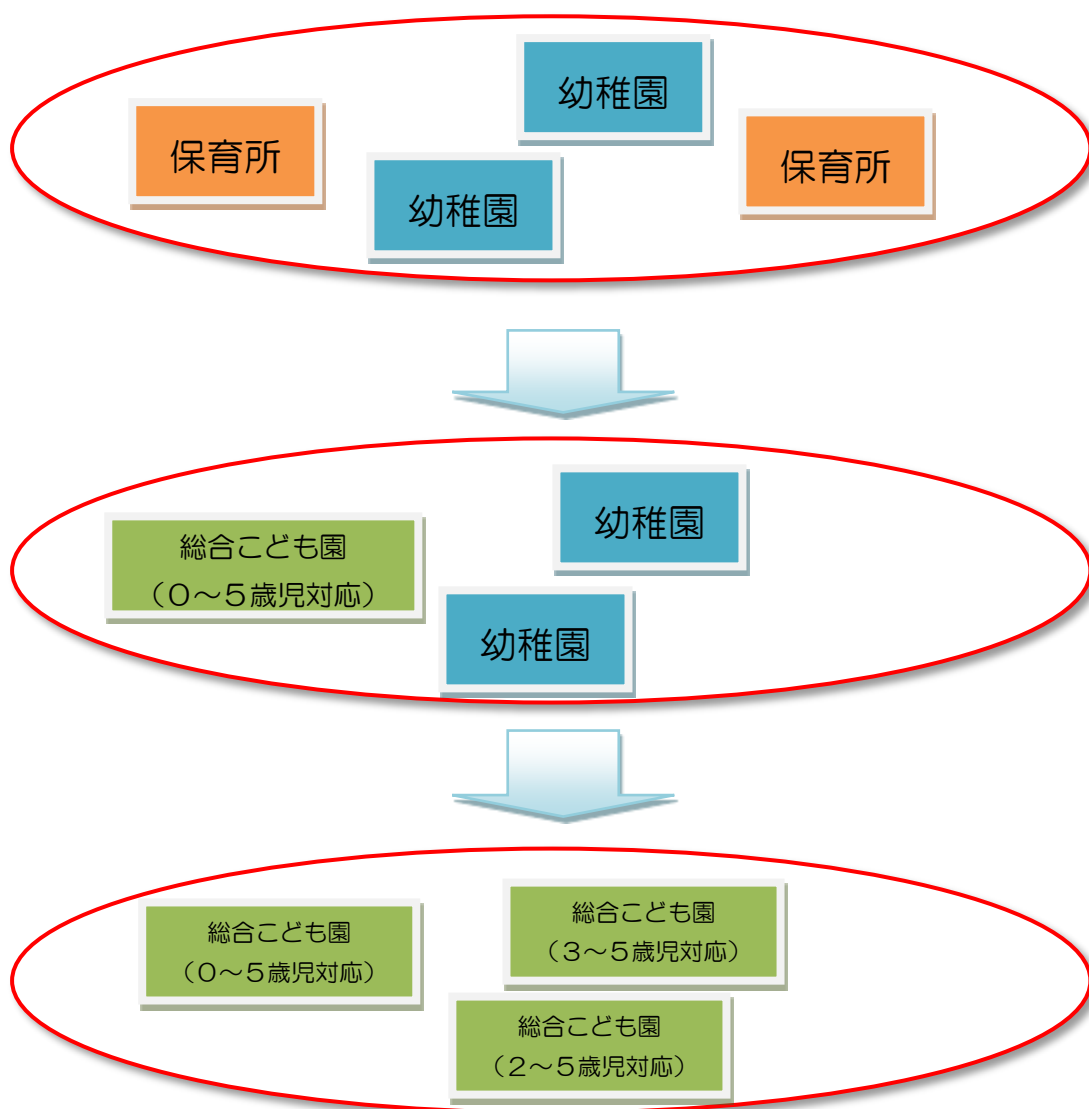 幼稚園
保育所
保育所
幼稚園
総合こども園
（０～５歳児対応）
幼稚園
幼稚園
総合こども園
（０～５歳児対応）
総合こども園
（３～５歳児対応）
総合こども園
（２～５歳児対応）